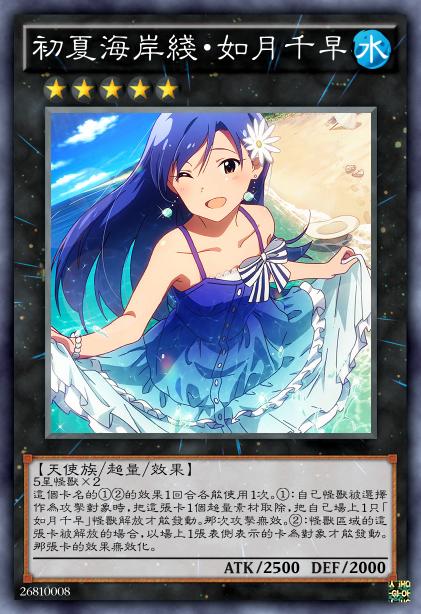 初夏海岸綫•如月千早
水
【天使族/超量/效果】
5星怪獸×2
這個卡名的①②的效果1回合各能使用1次。①:自己怪獸被選擇
作為攻擊對象時,把這張卡1個超量素材取除,把自己場上1只「
如月千早」怪獸解放才能發動。那次攻擊無效。②:怪獸區域的這
張卡被解放的場合,以場上1張表側表示的卡為對象才能發動。
那張卡的效果無效化。
ATK/2500 DEF/2000
26810008